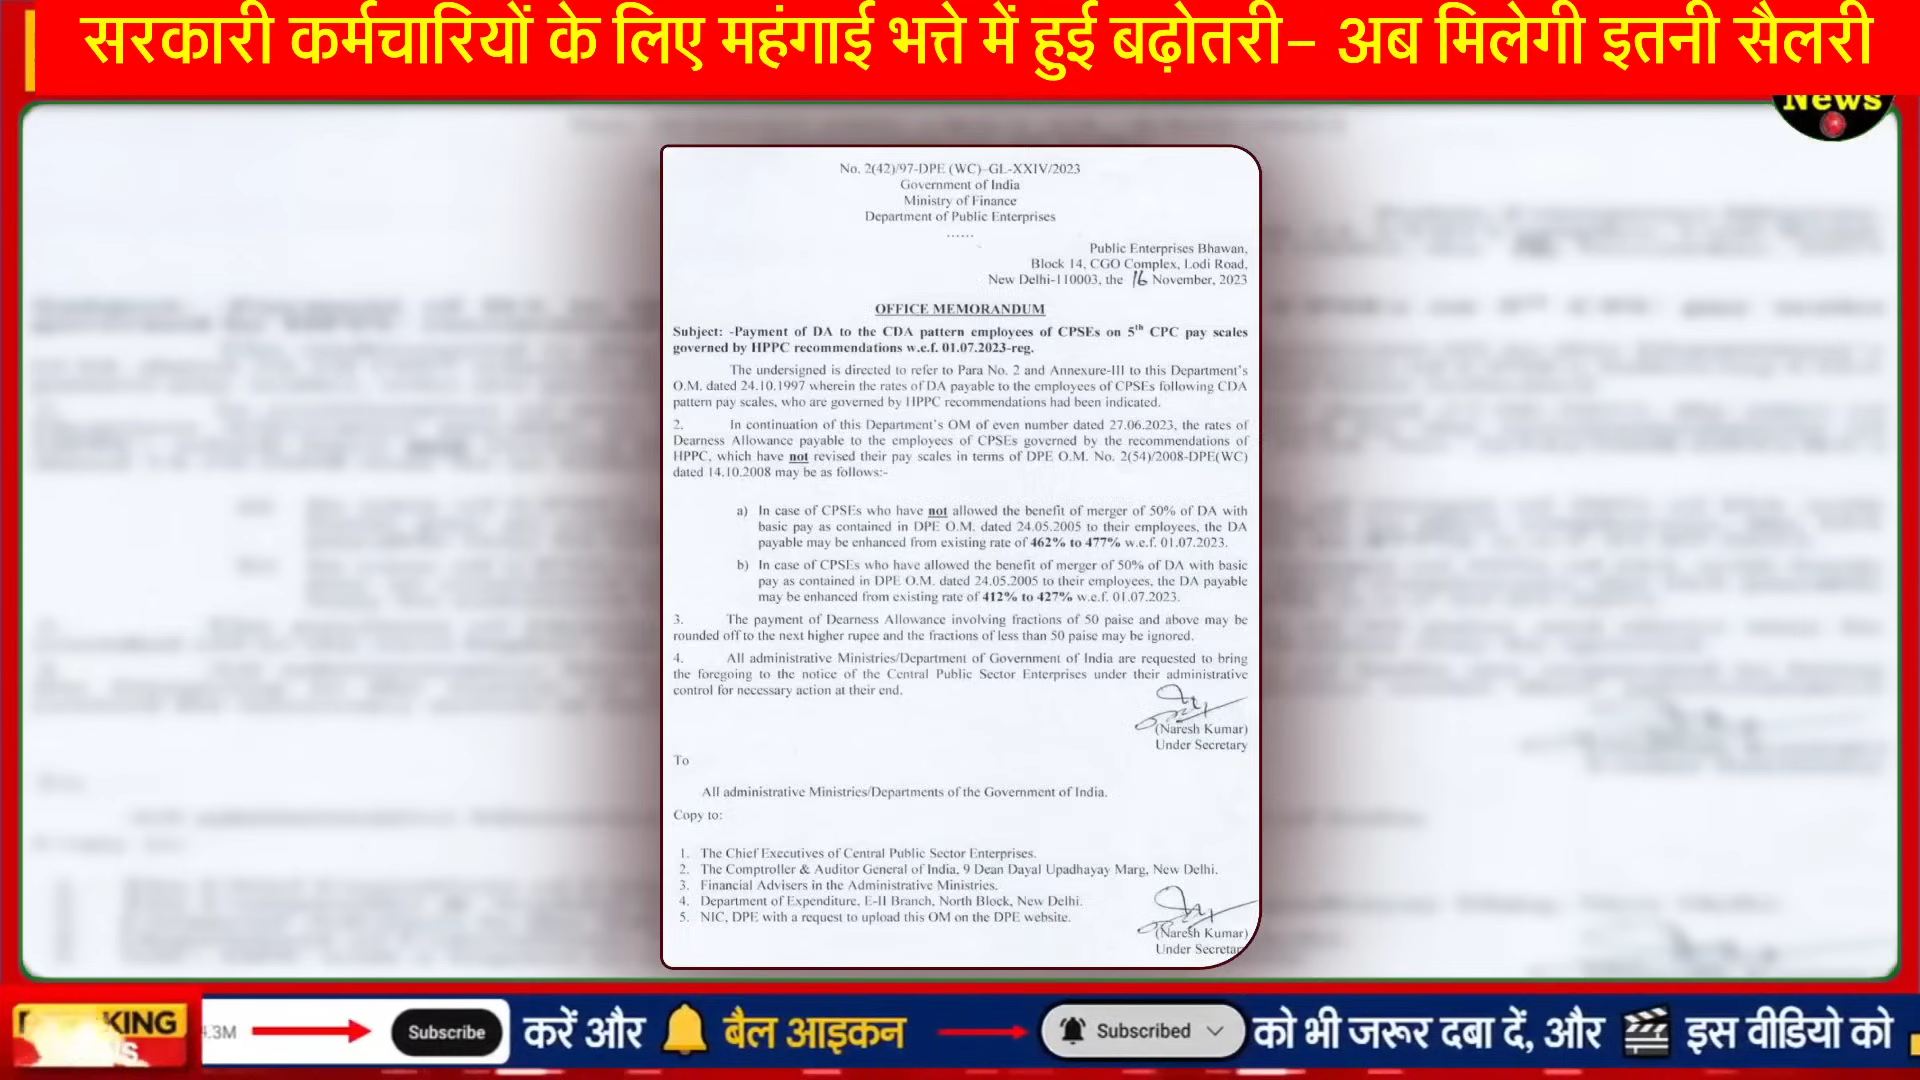 सरकारी कर्मचारियों के लिए महंगाई भत्ते में हुई बढ़ोतरी- अब मिलेगी इतनी सैलरी
News
No. 2(42)/97-DPE (WC)-GL-XXIV/2023
Government of India
Ministry of Finance
Department of Public Enterprises
......
Public Enterprises Bhawan,
Block 14, CGO Complex, Lodi Road,
New Delhi-110003, the 16 November, 2023
OFFICE MEMORANDUM
Subject: -Payment of DA to the CDA pattern employees of CPSEs on 5th CPC pay scales
governed by HPPC recommendations w.e.f. 01.07.2023-reg.
The undersigned is directed to refer to Para No. 2 and Annexure-III to this Department's
O.M. dated 24.10.1997 wherein the rates of DA payable to the employees of CPSEs following CDA
pattern pay scales, who are governed by HPPC recommendations had been indicated.
2. In continuation of this Department's OM of even number dated 27.06.2023, the rates of
Dearness Allowance payable to the employees of CPSEs governed by the recommendations of
HPPC, which have not revised their pay scales in terms of DPE O.M. No. 2(54)/2008-DPE(WC)
dated 14.10.2008 may be as follows:-
a) In case of CPSEs who have not allowed the benefit of merger of 50% of DA with
basic pay as contained in DPE O.M. dated 24.05.2005 to their employees, the DA
payable may be enhanced from existing rate of 462% to 477% w.e.f. 01.07.2023.
b) In case of CPSEs who have allowed the benefit of merger of 50% of DA with basic
pay as contained in DPE O.M. dated 24.05.2005 to their employees, the DA payable
may be enhanced from existing rate of 412% to 427% w.e.f. 01.07.2023.
3. The payment of Dearness Allowance involving fractions of 50 paise and above may be
rounded off to the next higher rupee and the fractions of less than 50 paise may be ignored.
4. All administrative Ministries/Department of Government of India are requested to bring
the foregoing to the notice of the Central Public Sector Enterprises under their administrative
control for necessary action at their end.
(Naresh Kumar)
Under Secretary
To
All administrative Ministries/Departments of the Government of India.
Copy to:
1. The Chief Executives of Central Public Sector Enterprises.
2. The Comptroller & Auditor General of India, 9 Dean Dayal Upadhayay Marg, New Delhi.
3. Financial Advisers in the Administrative Ministries.
4. Department of Expenditure, E-II Branch, North Block, New Delhi.
5. NIC, DPE with a request to upload this OM on the DPE website.
(Naresh Kumar)
Under Secretar
KING
.3M Subscribe करें और बैल आइकन Subscribed को भी जरूर दबा दें, और इस वीडियो को